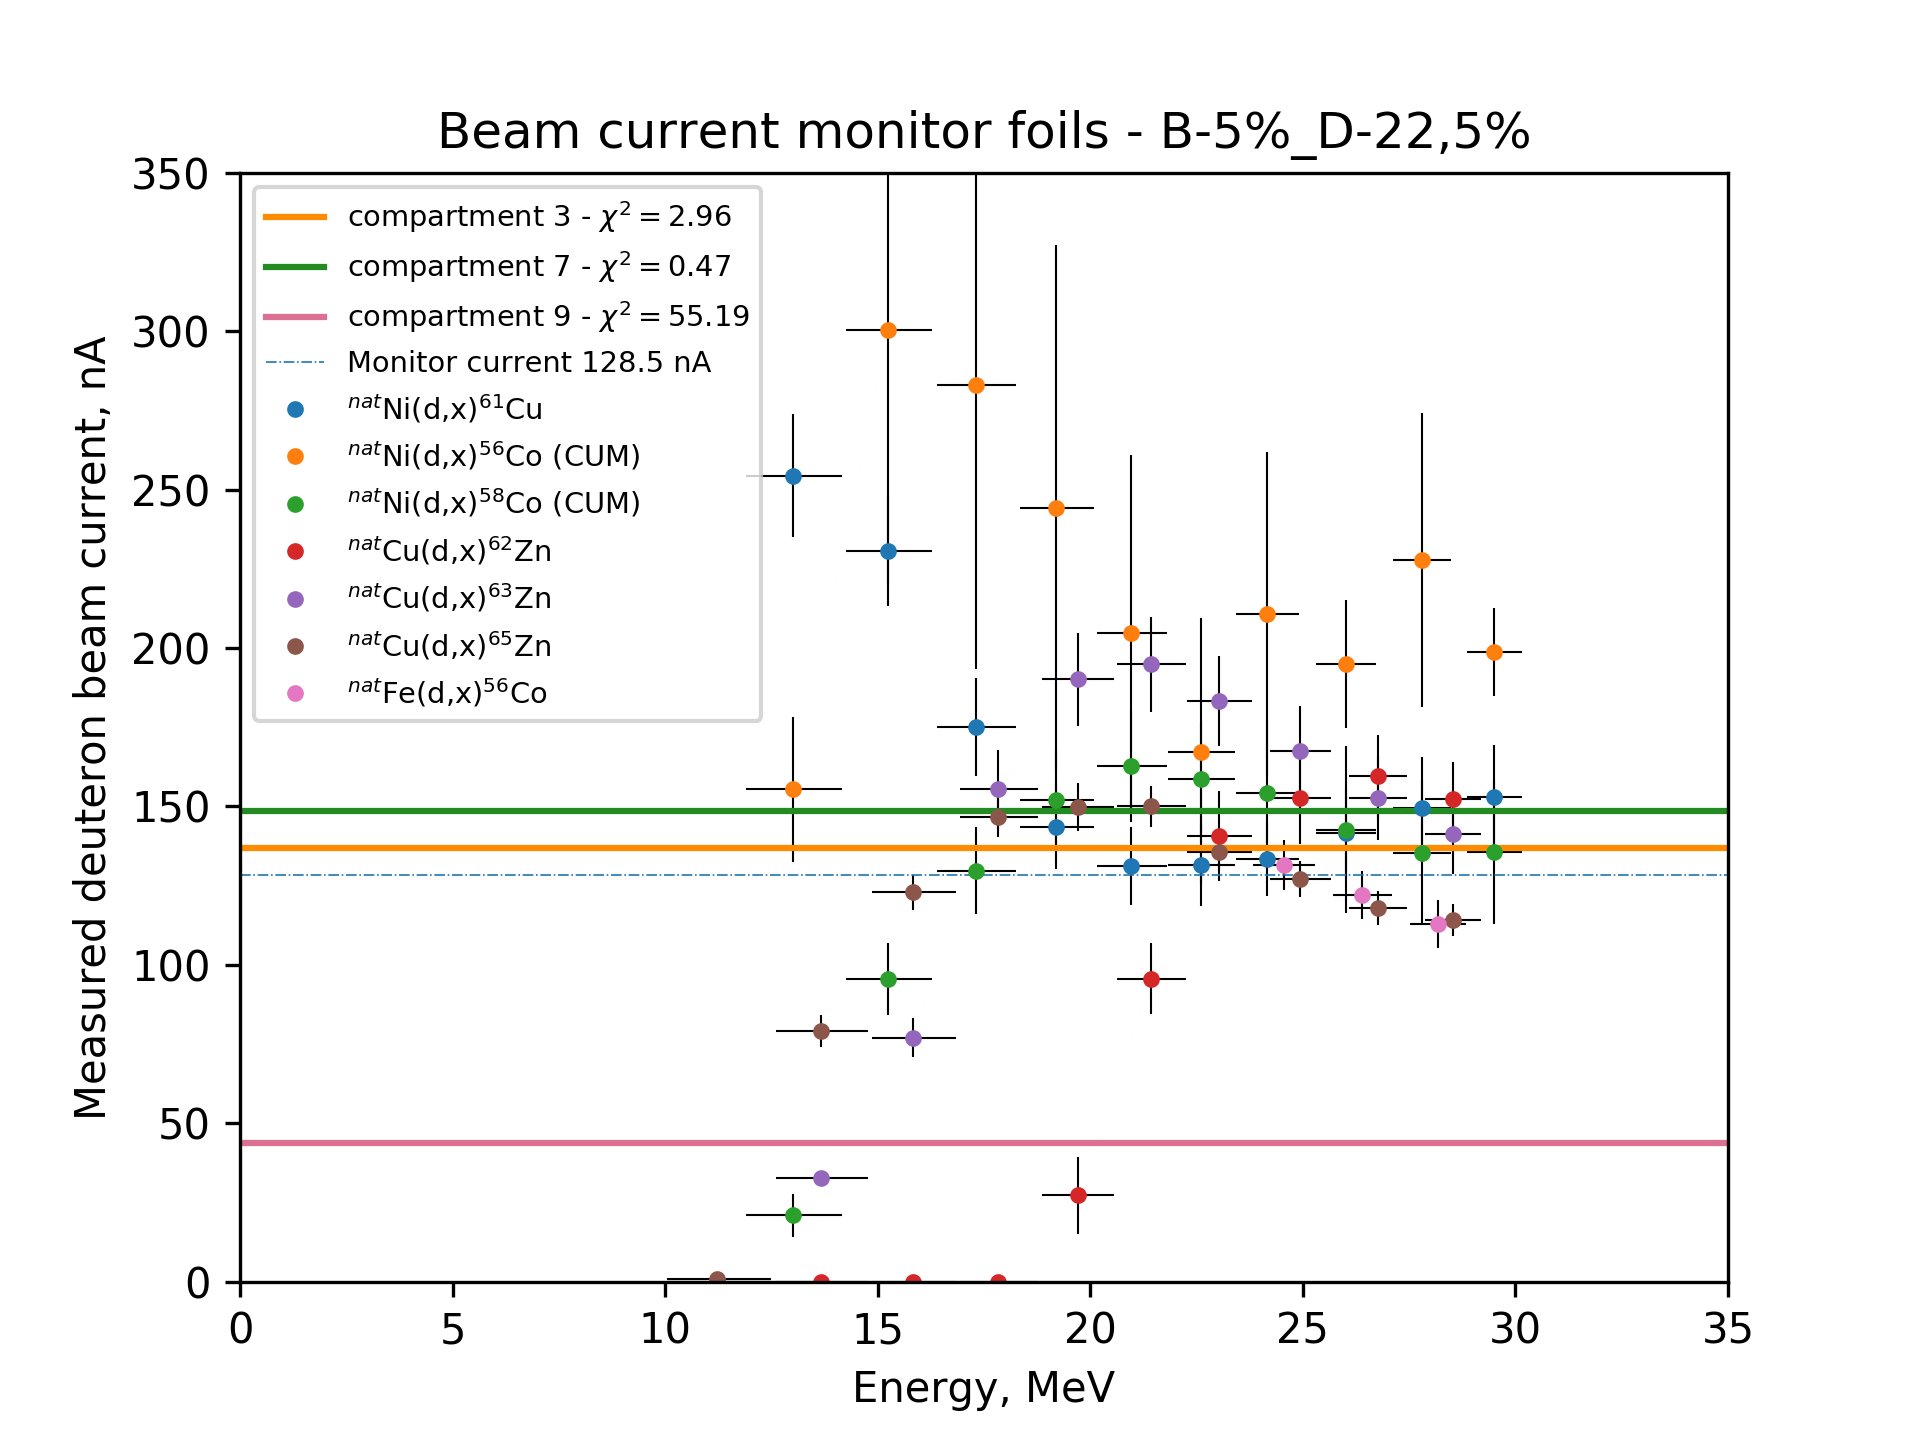 Beam current monitor foils - B-5%_D-22,5%
350
300
250
200
150
100
50
0
Measured deuteron beam current, nA
compartment 3 - χ² = 2.96
compartment 7 - χ² = 0.47
compartment 9 - χ² = 55.19
Monitor current 128.5 nA
ⁿᵃᵗNi(d,x)⁶¹Cu
ⁿᵃᵗNi(d,x)⁵⁶Co (CUM)
ⁿᵃᵗNi(d,x)⁵⁸Co (CUM)
ⁿᵃᵗCu(d,x)⁶²Zn
ⁿᵃᵗCu(d,x)⁶³Zn
ⁿᵃᵗCu(d,x)⁶⁵Zn
ⁿᵃᵗFe(d,x)⁵⁶Co
0 5 10 15 20 25 30 35
Energy, MeV